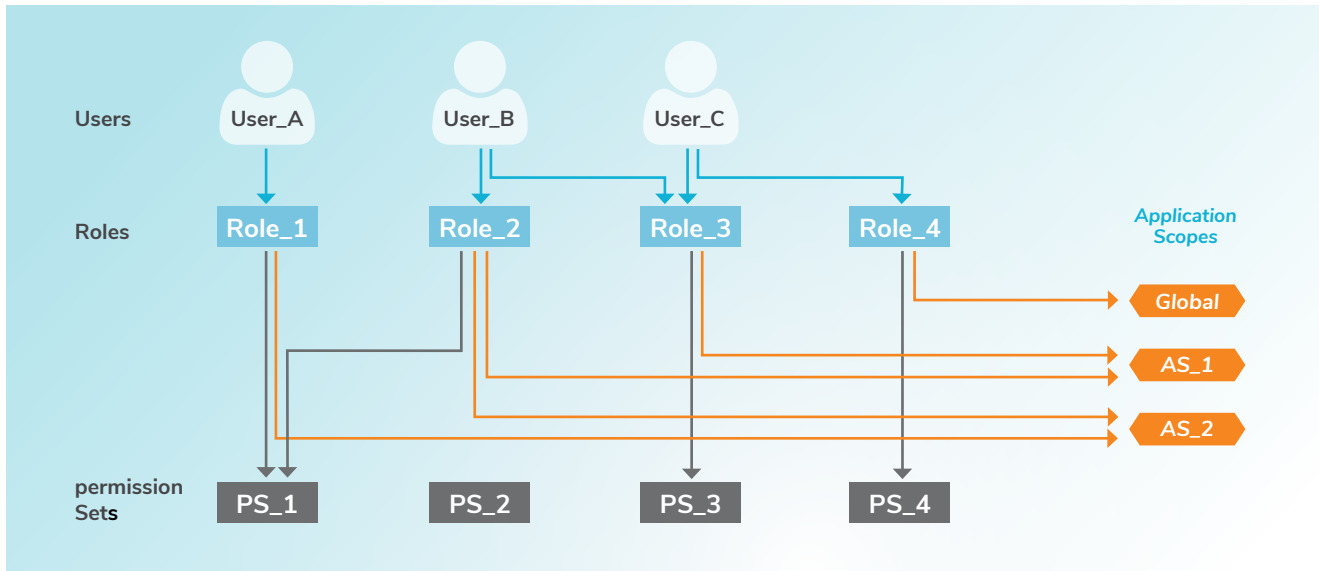 Users
User_A
User_B
User_C
Roles
Role_1
Role_2
Role_3
Role_4
Application
Scopes
Global
AS_1
AS_2
permission
Sets
PS_1
PS_2
PS_3
PS_4